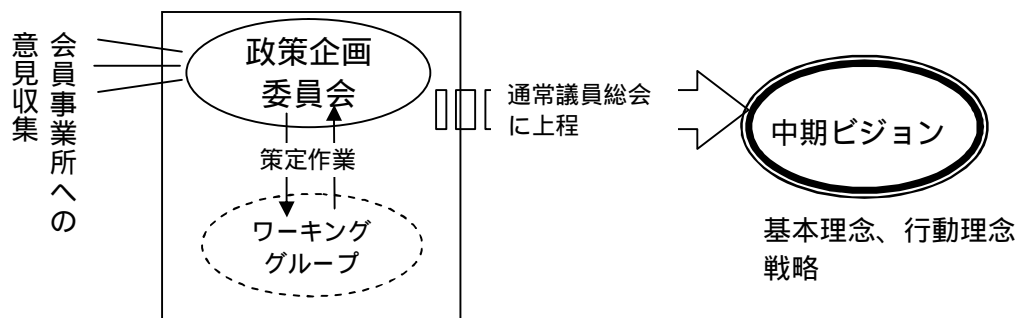 会員事業所への
意見収集
政策企画
委員会
策定作業
ワーキング
グループ
通常議員総会
に上程
中期ビジョン
基本理念、行動理念
戦略